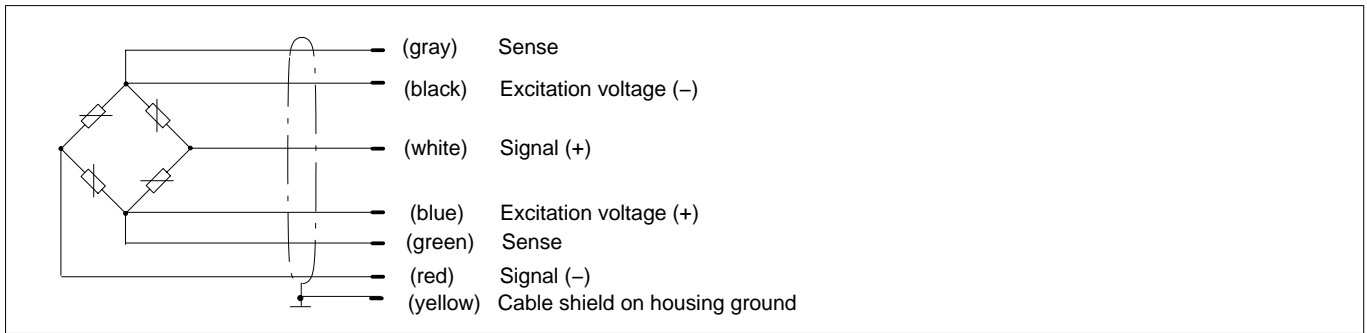 (gray) Sense
(black) Excitation voltage (–)
(white) Signal (+)
(blue) Excitation voltage (+)
(green) Sense
(red) Signal (–)
(yellow) Cable shield on housing ground